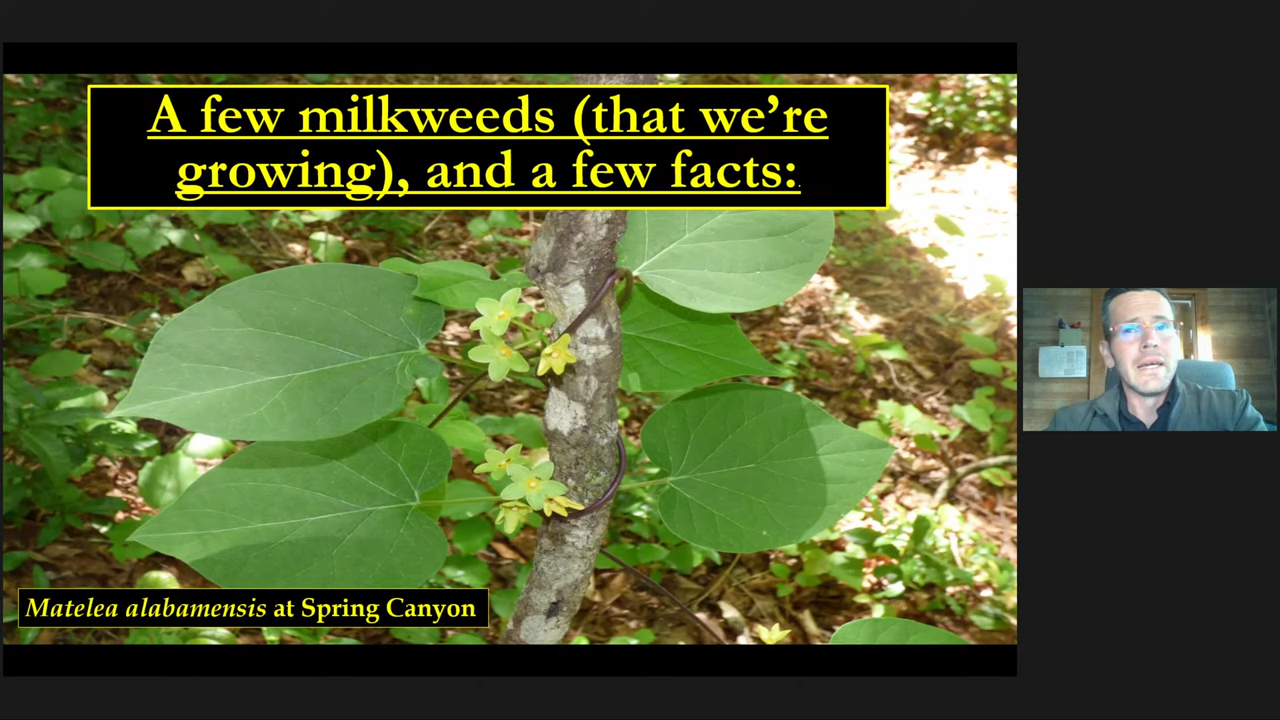 A few milkweeds (that we’re
growing), and a few facts:
Matelea alabamensis at Spring Canyon